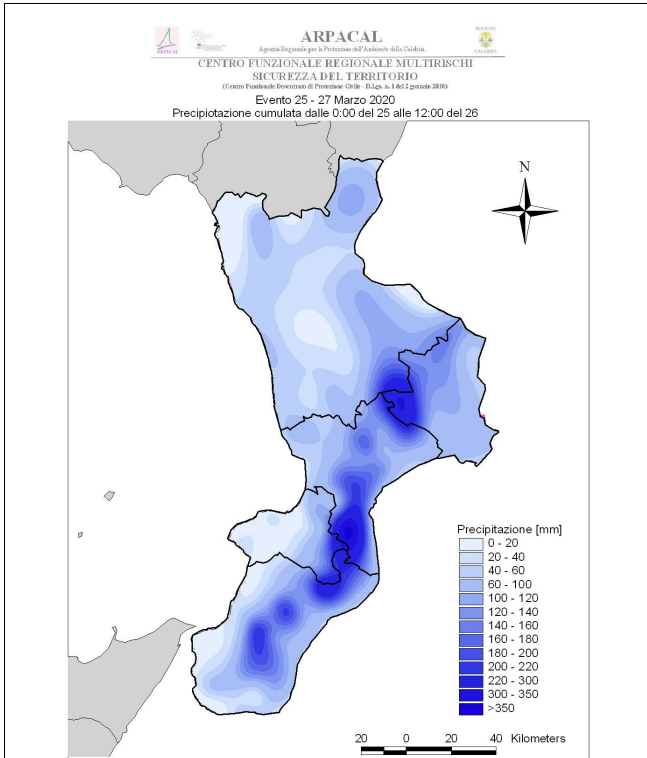 ARPACAL
Agenzia Regionale per la Protezione dell'Ambiente della Calabria
ARPACAL
REGIONE
CALABRIA
CENTRO FUNZIONALE REGIONALE MULTIRISCHI
SICUREZZA DEL TERRITORIO
(Centro Funzionale Decentrato di Protezione Civile - D.Lgs. n. 1 del 2 gennaio 2018)
Evento 25 - 27 Marzo 2020
Precipiotazione cumulata dalle 0:00 del 25 alle 12:00 del 26
N
Precipitazione [mm]
0 - 20
20 - 40
40 - 60
60 - 100
100 - 120
120 - 140
140 - 160
160 - 180
180 - 200
200 - 220
220 - 300
300 - 350
>350
20 0 20 40 Kilometers